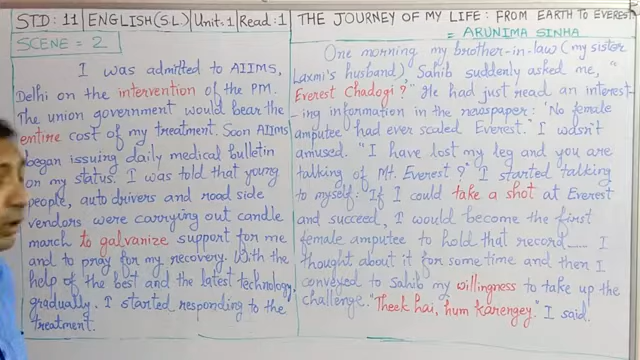 STD: 11 ENGLISH (S.L.) Unit: 1 Read: 1 THE JOURNEY OF MY LIFE: FROM EARTH TO EVEREST
= ARUNIMA SINHA
SCENE = 2
I was admitted to AIIMS,
Delhi on the intervention of the PM.
The union government would bear the
entire cost of my treatment. Soon AIIMS
began issuing daily medical bulletin
on my status. I was told that young
people, auto drivers and road side
vendors were carrying out candle
march to galvanize support for me
and to pray for my recovery. With the
help of the best and the latest technology,
gradually. I started responding to the
treatment.
One morning my brother-in-law (my sister
Laxmi's husband) Sahib suddenly asked me, "
Everest Chadogi?" He had just read an interest-
-ing information in the newspaper: 'No female
amputee had ever scaled Everest.' I wasn't
amused. "I have lost my leg and you are
talking of Mt. Everest?" I started talking
to myself. 'If I could take a shot at Everest
and succeed, I would become the first
female amputee to hold that record..... I
thought about it for some time and then I
conveyed to Sahib my willingness to take up the
challenge. "Theek hai, hum karengey." I said.